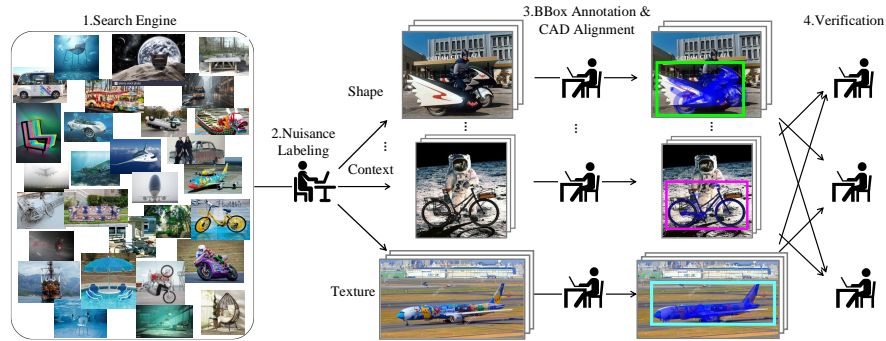 1.Search Engine
3.BBox Annotation &
CAD Alignment
4.Verification
Shape
2.Nuisance
Labeling
...
Context
Texture